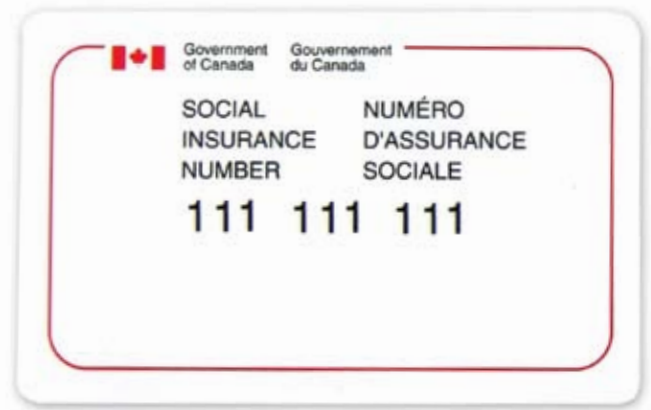 Government Gouvernement
of Canada du Canada
SOCIAL NUMÉRO
INSURANCE D'ASSURANCE
NUMBER SOCIALE
111 111 111